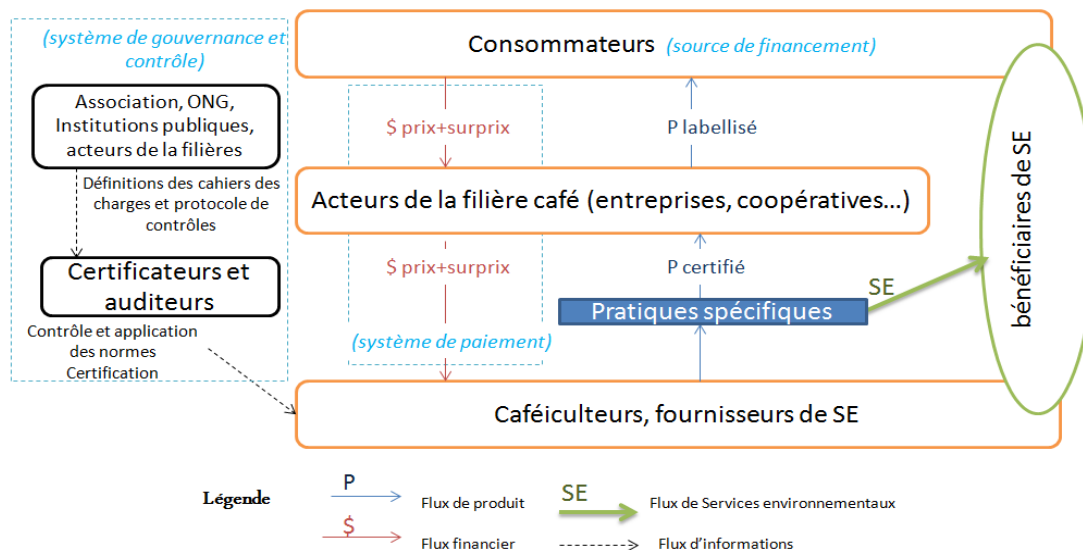 (système de gouvernance et
contrôle)
Association, ONG,
Institutions publiques,
acteurs de la filières
Définitions des cahiers des
charges et protocole de
contrôles
Certificateurs et
auditeurs
Contrôle et application
des normes
Certification
Consommateurs (source de financement)
$ prix+surprix
P labellisé
Acteurs de la filière café (entreprises, coopératives…)
$ prix+surprix
P certifié
SE
Pratiques spécifiques
(système de paiement)
Caféiculteurs, fournisseurs de SE
bénéficiaires de SE
Légende
P
Flux de produit
SE
Flux de Services environnementaux
$
Flux financier
Flux d’informations